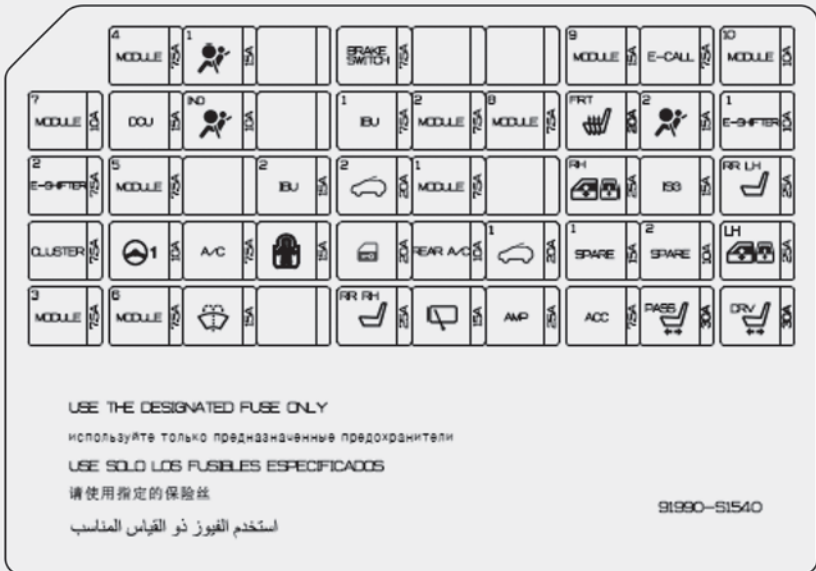 4 MODULE 7.5A 1 15A BRAKE SWITCH 7.5A 9 MODULE 15A E-CALL 7.5A 10 MODULE 10A
7 MODULE 10A DCU 15A IND 10A 1 IBU 7.5A 2 MODULE 7.5A 8 MODULE 7.5A FRT 20A 2 15A 1 E-SHIFTER 10A
2 E-SHIFTER 7.5A 5 MODULE 7.5A 2 IBU 15A 2 20A 1 MODULE 7.5A RH 25A ISG 15A RR LH 25A
CLUSTER 7.5A 1 10A A/C 7.5A 15A 20A REAR A/C 10A 1 20A 1 SPARE 15A 2 SPARE 10A LH 25A
3 MODULE 7.5A 6 MODULE 7.5A 15A RR RH 25A 15A AMP 25A ACC 7.5A PASS 30A DRV 30A
USE THE DESIGNATED FUSE ONLY
используйте только предназначенные предохранители
USE SOLO LOS FUSIBLES ESPECIFICADOS
请使用指定的保险丝
استخدم الفيوز ذو القياس المناسب
91990-S1540